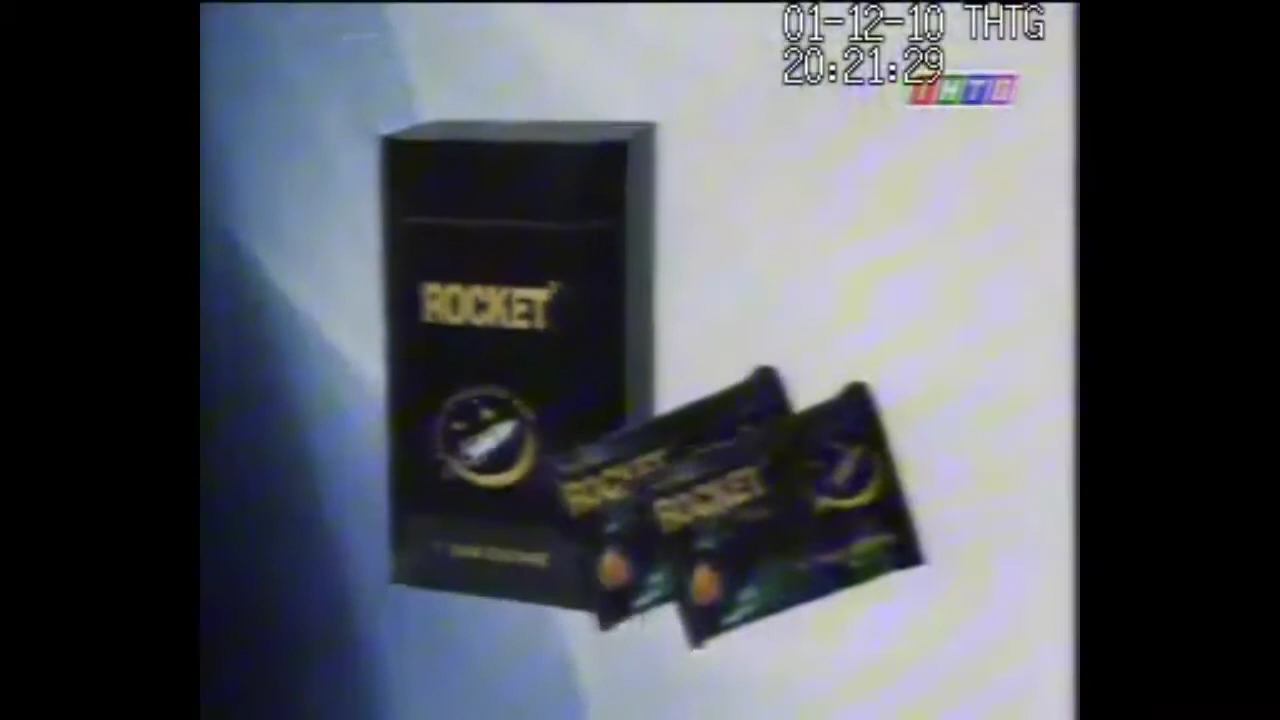 01-12-10 THTG
20:21:29
THTG
ROCKET
ROCKET
ROCKET